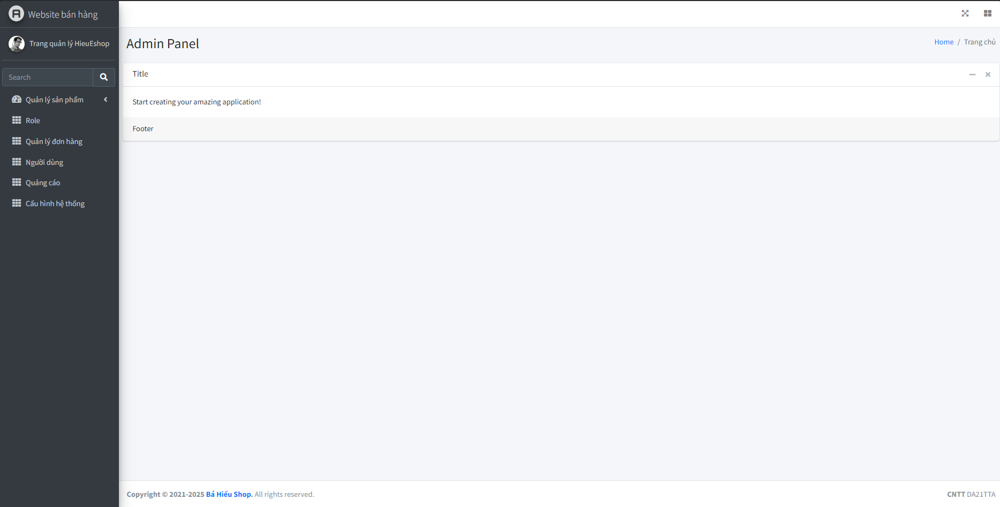 Website bán hàng
Trang quản lý HieuEshop
Search
Quản lý sản phẩm
Role
Quản lý đơn hàng
Người dùng
Quảng cáo
Cấu hình hệ thống
Admin Panel
Home / Trang chủ
Title
Start creating your amazing application!
Footer
Copyright © 2021-2025 Bá Hiếu Shop. All rights reserved.
CNTT DA21TTA